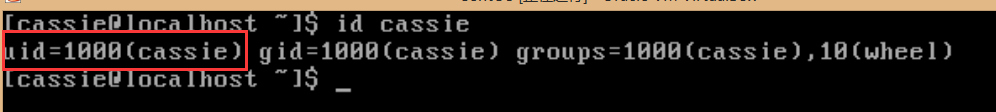 [cassie@localhost ~]$ id cassie
uid=1000(cassie) gid=1000(cassie) groups=1000(cassie),10(wheel)
[cassie@localhost ~]$ _